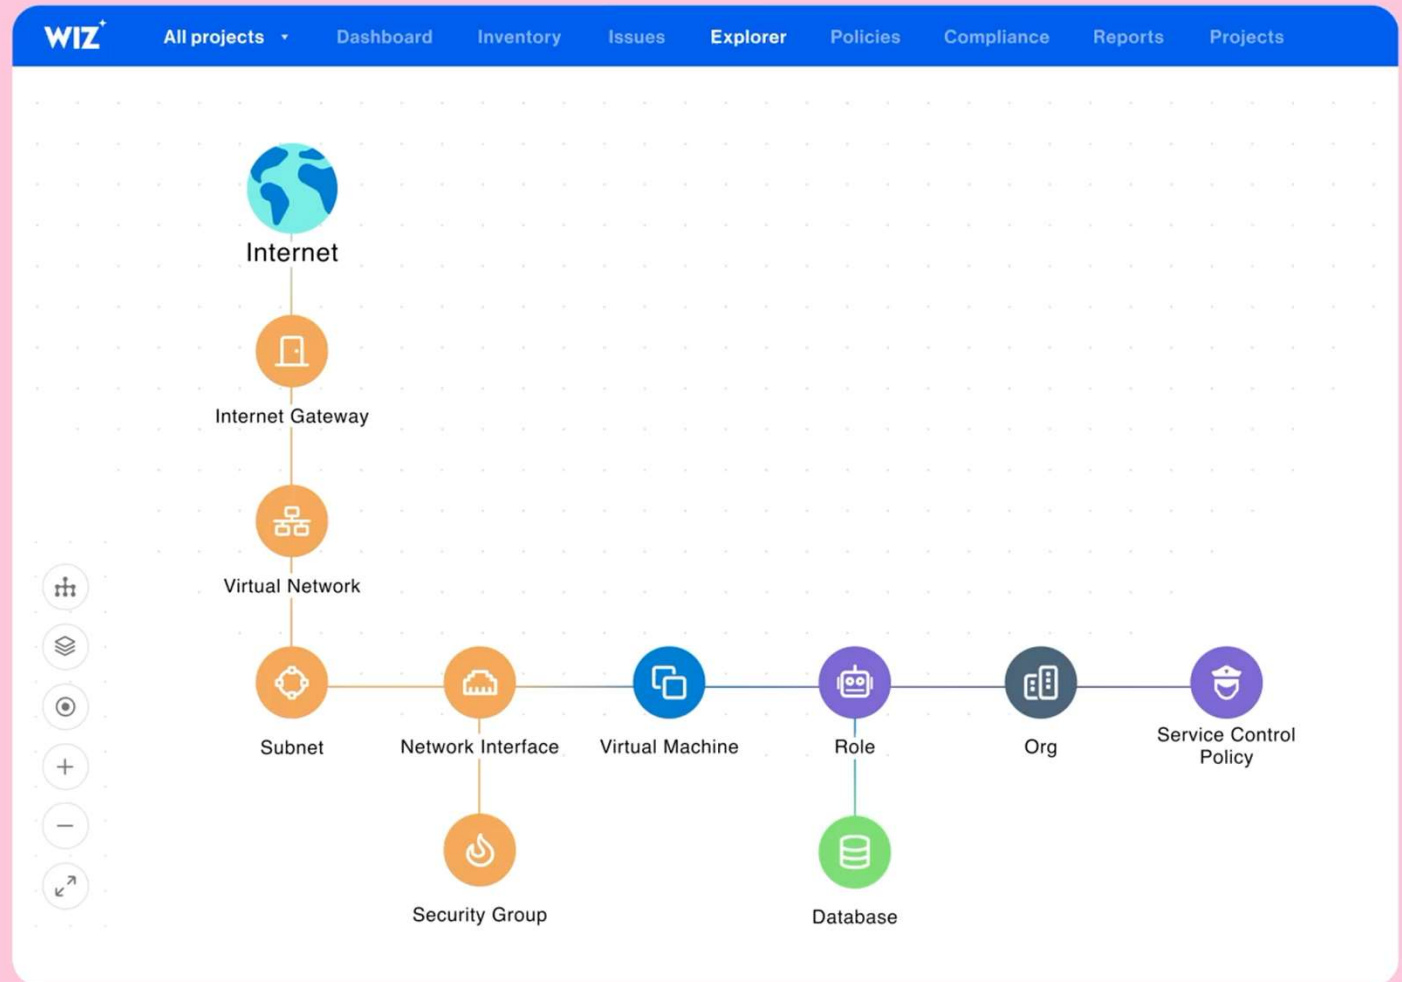 WIZ
All projects Dashboard Inventory Issues Explorer Policies Compliance Reports Projects
Internet
Internet Gateway
Virtual Network
Subnet Network Interface Virtual Machine Role Org Service Control
Policy
Security Group Database